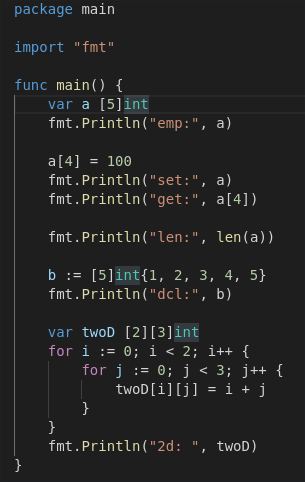 package main

import "fmt"

func main() {
    var a [5]int
    fmt.Println("emp:", a)

    a[4] = 100
    fmt.Println("set:", a)
    fmt.Println("get:", a[4])

    fmt.Println("len:", len(a))

    b := [5]int{1, 2, 3, 4, 5}
    fmt.Println("dcl:", b)

    var twoD [2][3]int
    for i := 0; i < 2; i++ {
        for j := 0; j < 3; j++ {
            twoD[i][j] = i + j
        }
    }
    fmt.Println("2d: ", twoD)
}